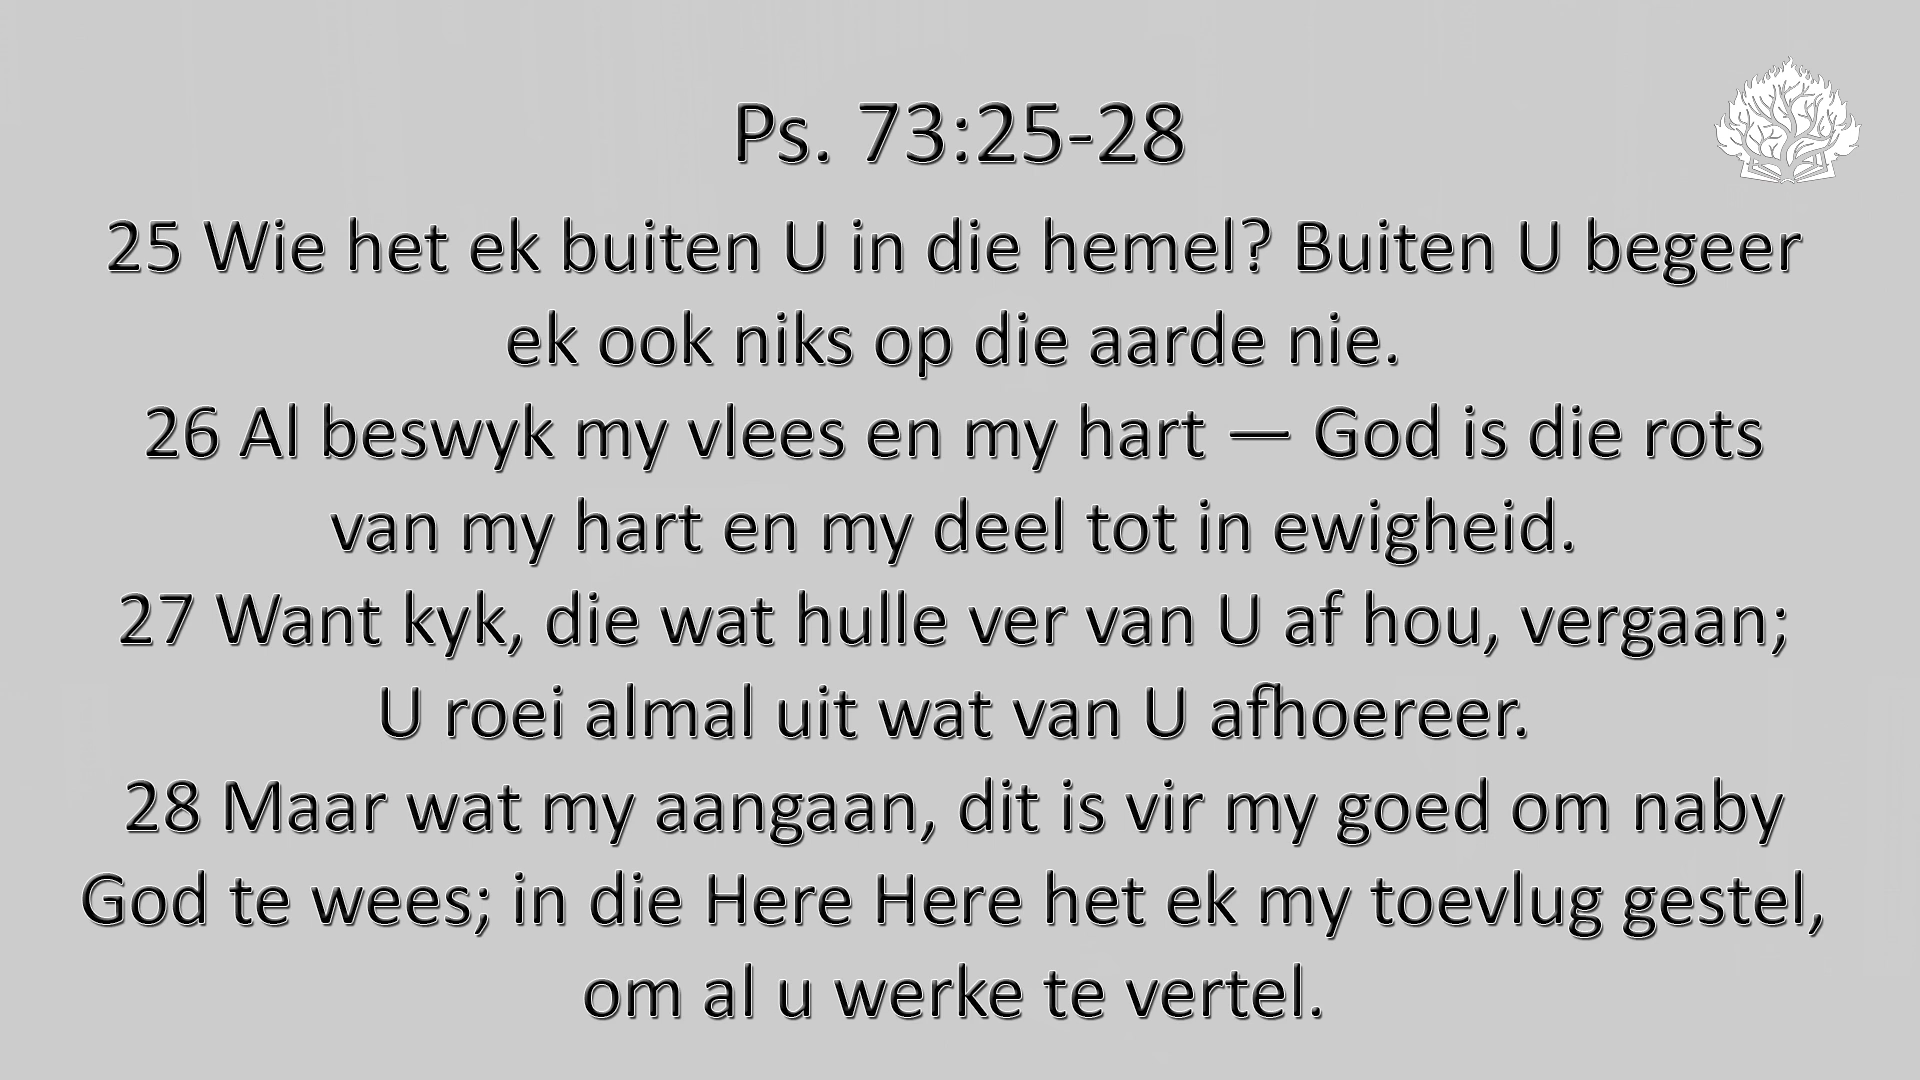 Ps. 73:25-28
25 Wie het ek buiten U in die hemel? Buiten U begeer
ek ook niks op die aarde nie.
26 Al beswyk my vlees en my hart — God is die rots
van my hart en my deel tot in ewigheid.
27 Want kyk, die wat hulle ver van U af hou, vergaan;
U roei almal uit wat van U afhoereer.
28 Maar wat my aangaan, dit is vir my goed om naby
God te wees; in die Here Here het ek my toevlug gestel,
om al u werke te vertel.